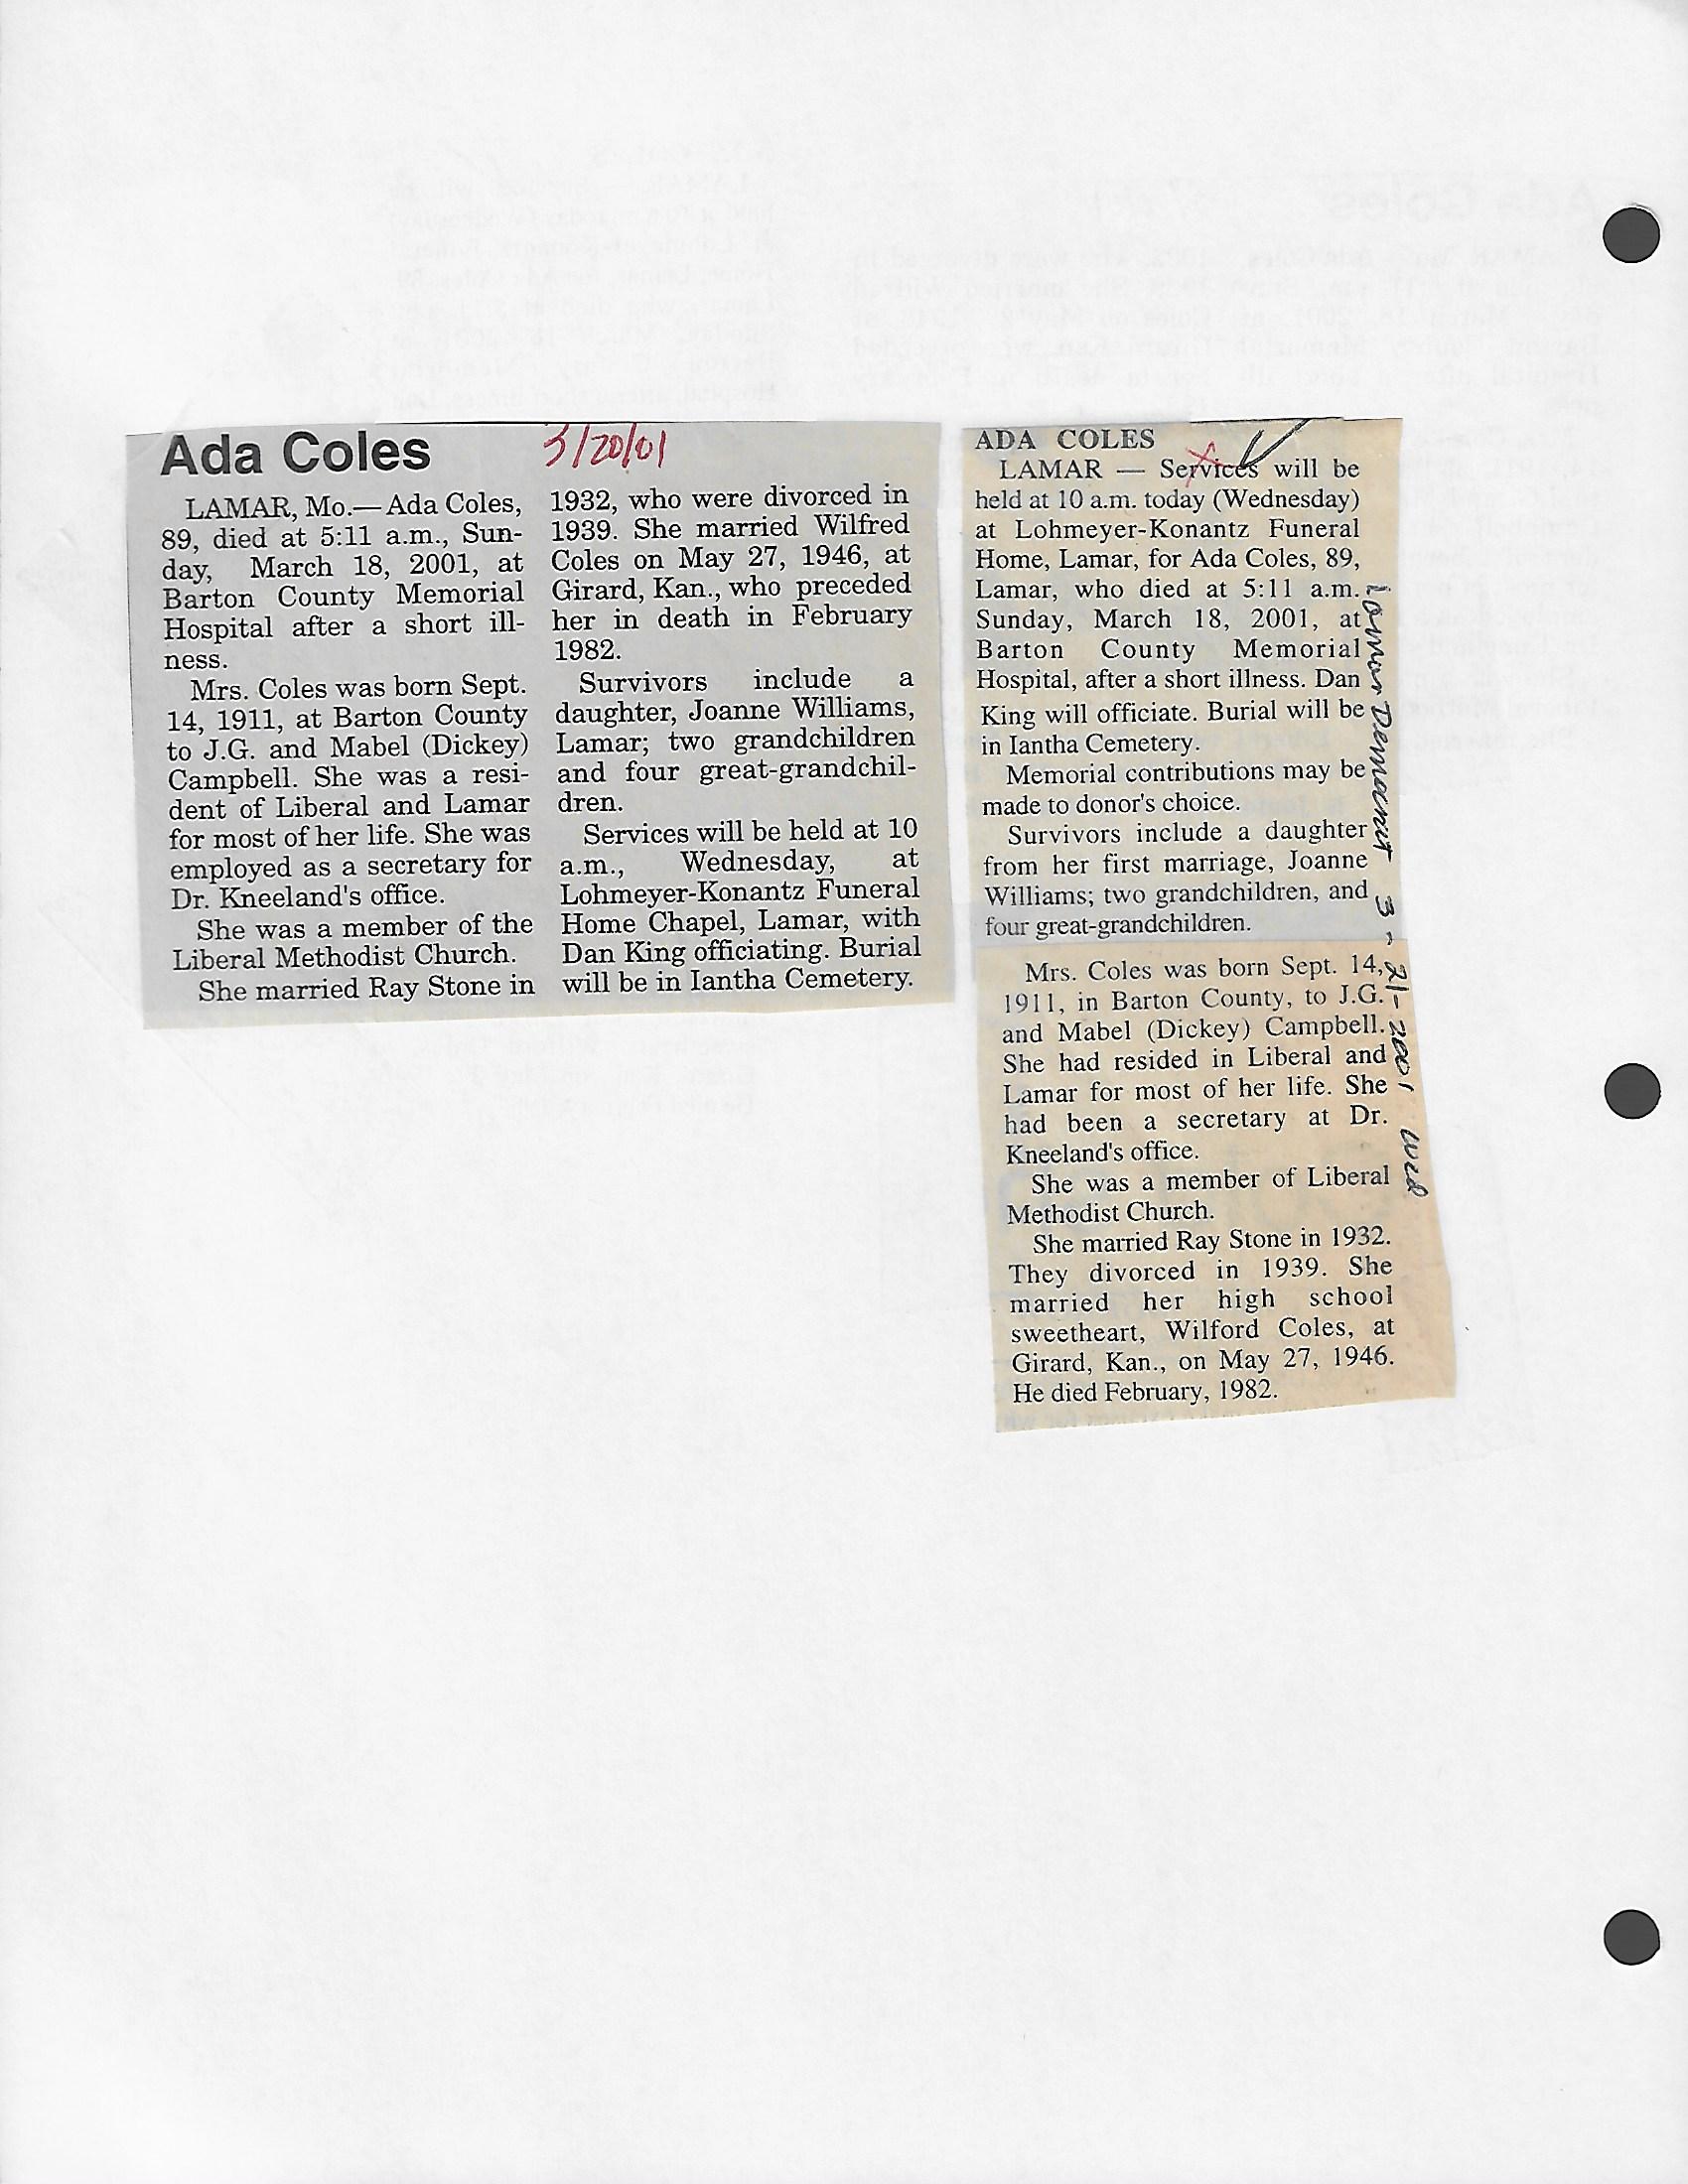 Ada Coles
3/20/01
LAMAR, Mo.— Ada Coles,
89, died at 5:11 a.m., Sun-
day, March 18, 2001, at
Barton County Memorial
Hospital after a short ill-
ness.
Mrs. Coles was born Sept.
14, 1911, at Barton County
to J.G. and Mabel (Dickey)
Campbell. She was a resi-
dent of Liberal and Lamar
for most of her life. She was
employed as a secretary for
Dr. Kneeland's office.
She was a member of the
Liberal Methodist Church.
She married Ray Stone in
1932, who were divorced in
1939. She married Wilfred
Coles on May 27, 1946, at
Girard, Kan., who preceded
her in death in February
1982.
Survivors include a
daughter, Joanne Williams,
Lamar; two grandchildren
and four great-grandchil-
dren.
Services will be held at 10
a.m., Wednesday, at
Lohmeyer-Konantz Funeral
Home Chapel, Lamar, with
Dan King officiating. Burial
will be in Iantha Cemetery.
ADA COLES
LAMAR — Services will be
held at 10 a.m. today (Wednesday)
at Lohmeyer-Konantz Funeral
Home, Lamar, for Ada Coles, 89,
Lamar, who died at 5:11 a.m.
Sunday, March 18, 2001, at
Barton County Memorial
Hospital, after a short illness. Dan
King will officiate. Burial will be
in Iantha Cemetery.
Memorial contributions may be
made to donor's choice.
Survivors include a daughter
from her first marriage, Joanne
Williams; two grandchildren, and
four great-grandchildren.
Mrs. Coles was born Sept. 14,
1911, in Barton County, to J.G.
and Mabel (Dickey) Campbell.
She had resided in Liberal and
Lamar for most of her life. She
had been a secretary at Dr.
Kneeland's office.
She was a member of Liberal
Methodist Church.
She married Ray Stone in 1932.
They divorced in 1939. She
married her high school
sweetheart, Wilford Coles, at
Girard, Kan., on May 27, 1946.
He died February, 1982.
Lamar Democrat 3-21-2001 Wed